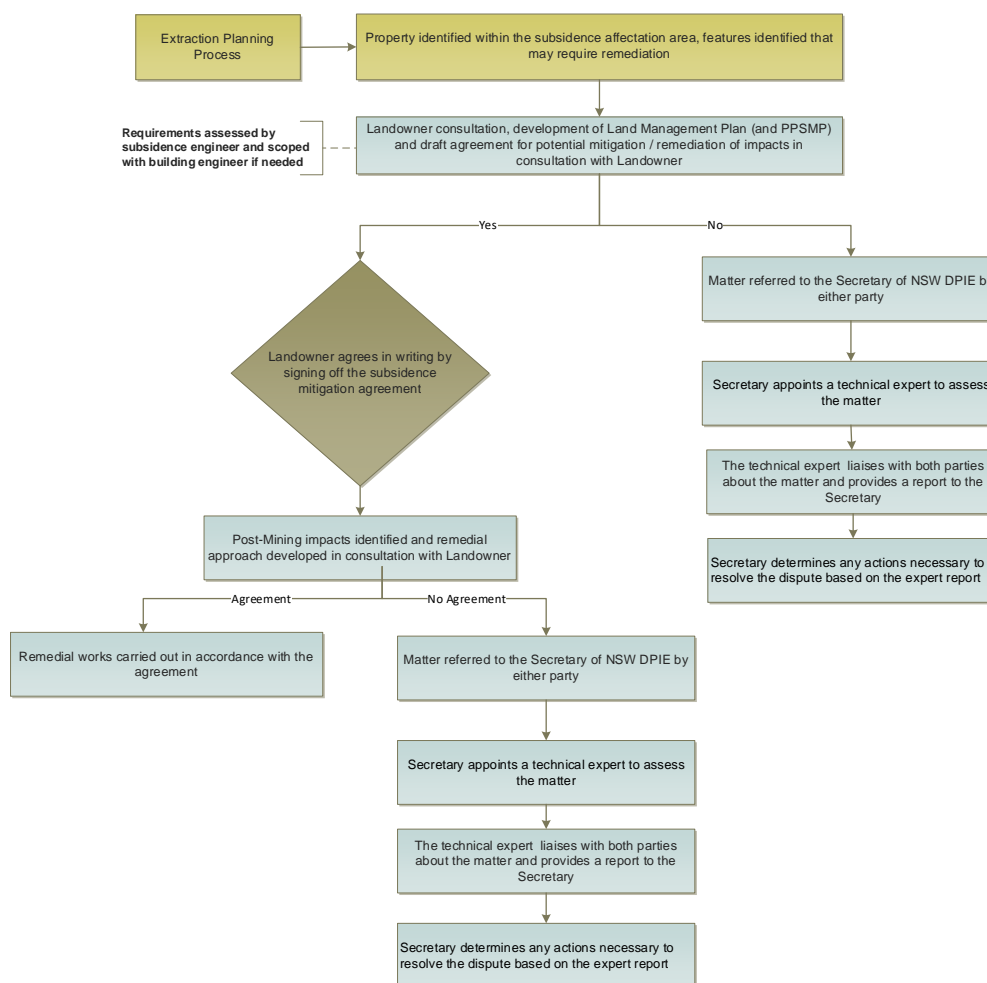 Extraction Planning
Process
Property identified within the subsidence affectation area, features identified that
may require remediation
Requirements assessed by
subsidence engineer and scoped
with building engineer if needed
Landowner consultation, development of Land Management Plan (and PPSMP)
and draft agreement for potential mitigation / remediation of impacts in
consultation with Landowner
Yes
No
Landowner agrees in writing by
signing off the subsidence
mitigation agreement
Matter referred to the Secretary of NSW DPIE b
either party
Secretary appoints a technical expert to assess
the matter
The technical expert liaises with both parties
about the matter and provides a report to the
Secretary
Secretary determines any actions necessary to
resolve the dispute based on the expert report
Post-Mining impacts identified and remedial
approach developed in consultation with Landowner
Agreement
No Agreement
Remedial works carried out in accordance with the
agreement
Matter referred to the Secretary of NSW DPIE by
either party
Secretary appoints a technical expert to assess
the matter
The technical expert liaises with both parties
about the matter and provides a report to the
Secretary
Secretary determines any actions necessary to
resolve the dispute based on the expert report